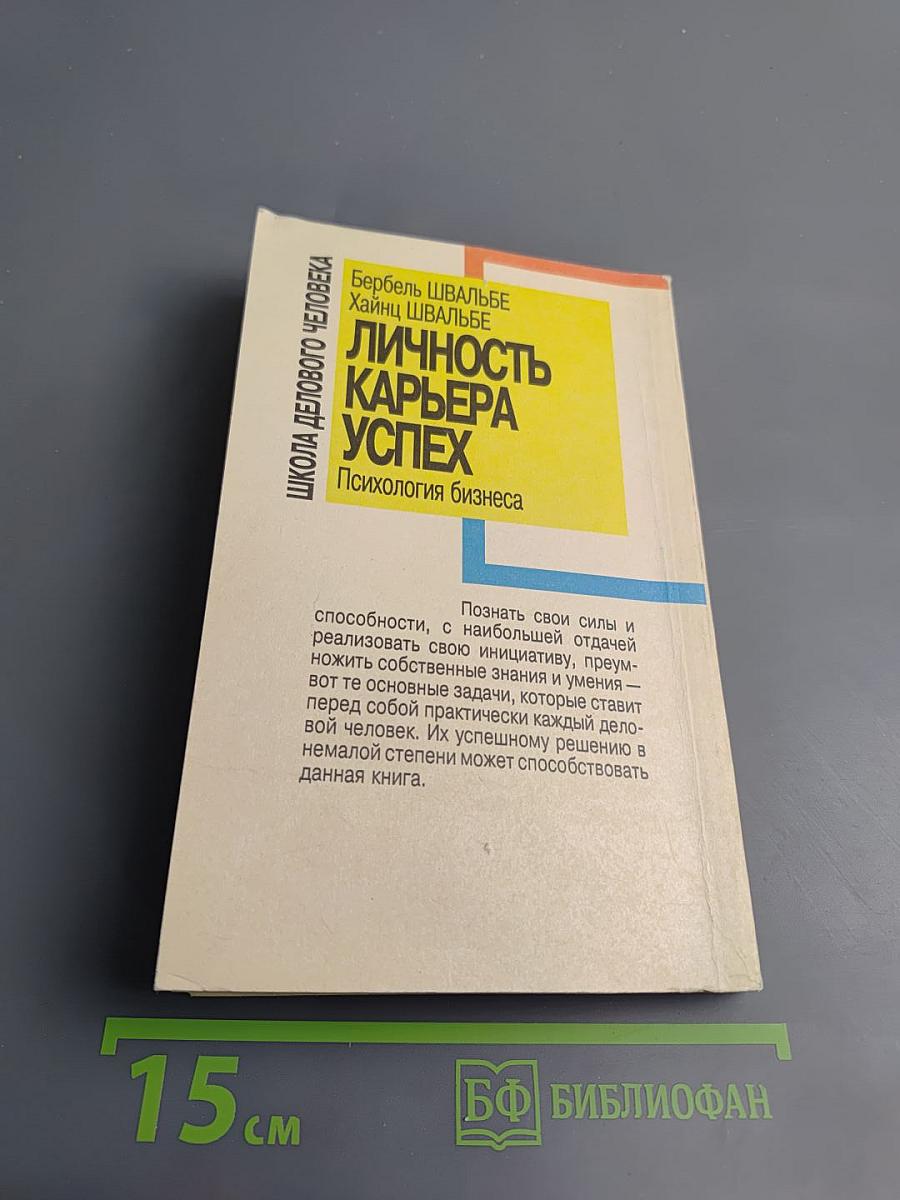 ШКОЛА ДЕЛОВОГО ЧЕЛОВЕКА
Бербель ШВАЛЬБЕ
Хайнц ШВАЛЬБЕ
ЛИЧНОСТЬ
КАРЬЕРА
УСПЕХ
Психология бизнеса
Познать свои силы и
способности, с наибольшей отдачей
реализовать свою инициативу, преум-
ножить собственные знания и умения —
вот те основные задачи, которые ставит
перед собой практически каждый дело-
вой человек. Их успешному решению в
немалой степени может способствовать
данная книга.
15 см
БФ БИБЛИОФАН